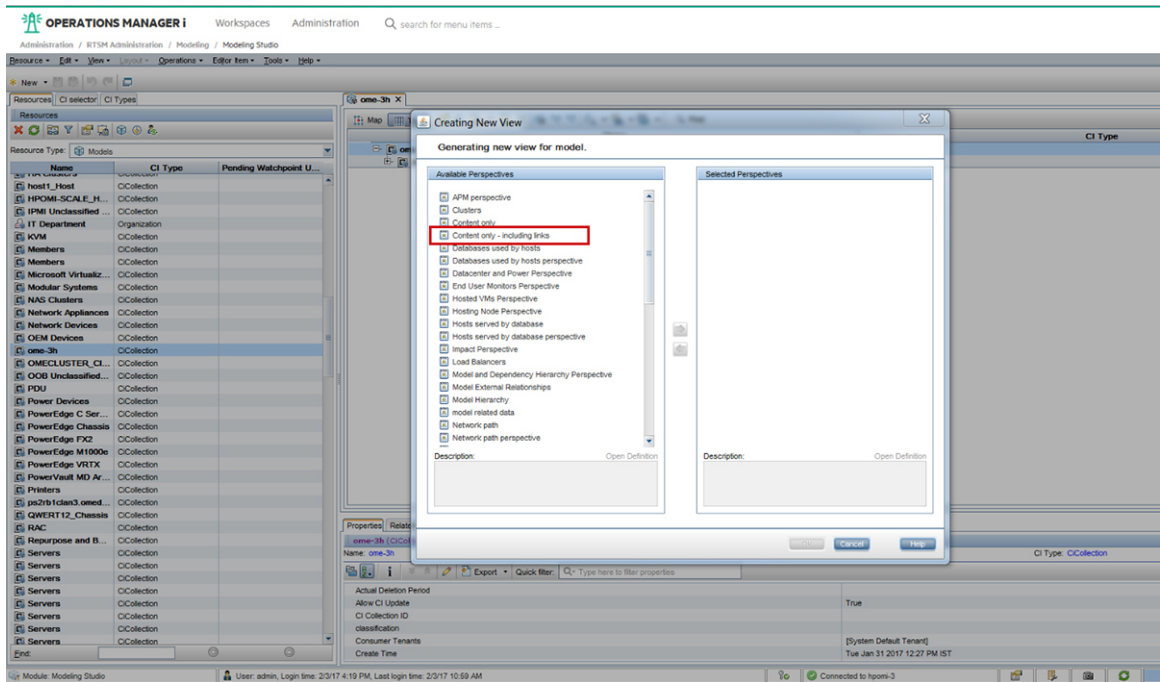 OPERATIONS MANAGER i Workspaces Administration search for menu items ...
Administration / RTSM Administration / Modeling / Modeling Studio
Resource Edit View Layout Operations Editor Item Tools Help
New
Resources CI selector CI Types
ome-3h X
Resources
Map
Creating New View
CI Type
Generating new view for model.
Resource Type: Models
Name CI Type Pending Watchpoint U...
host1_Host CiCollection
HPOMI-SCALE_H... CiCollection
IPMI Unclassified ... CiCollection
IT Department Organization
KVM CiCollection
Members CiCollection
Members CiCollection
Microsoft Virtualiz... CiCollection
Modular Systems CiCollection
NAS Clusters CiCollection
Network Appliances CiCollection
Network Devices CiCollection
OEM Devices CiCollection
ome-3h CiCollection
OMECLUSTER_CI... CiCollection
OOB Unclassified... CiCollection
PDU CiCollection
Power Devices CiCollection
PowerEdge C Ser... CiCollection
PowerEdge Chassis CiCollection
PowerEdge FX2 CiCollection
PowerEdge M1000e CiCollection
PowerEdge VRTX CiCollection
PowerVault MD Ar... CiCollection
Printers CiCollection
ps2rb1clan3.omed... CiCollection
QWERT12_Chassis CiCollection
RAC CiCollection
Repurpose and B... CiCollection
Servers CiCollection
Servers CiCollection
Servers CiCollection
Servers CiCollection
Servers CiCollection
Servers CiCollection
Servers CiCollection
Servers CiCollection
Find:
Available Perspectives
APM perspective
Clusters
Content only
Content only - including links
Databases used by hosts
Databases used by hosts perspective
Datacenter and Power Perspective
End User Monitors Perspective
Hosted VMs Perspective
Hosting Node Perspective
Hosts served by database
Hosts served by database perspective
Impact Perspective
Load Balancers
Model and Dependency Hierarchy Perspective
Model External Relationships
Model Hierarchy
model related data
Network path
Network path perspective
Description: Open Definition
Selected Perspectives
Description: Open Definition
Cancel Help
Properties
ome-3h
Name: ome-3h CI Type: CiCollection
Export Quick filter: Type here to filter properties
Actual Deletion Period
Allow CI Update True
CI Collection ID
classification
Consumer Tenants [System Default Tenant]
Create Time Tue Jan 31 2017 12:27 PM IST
Module: Modeling Studio User: admin, Login time: 2/3/17 4:19 PM, Last login time: 2/3/17 10:59 AM Connected to hpomi-3